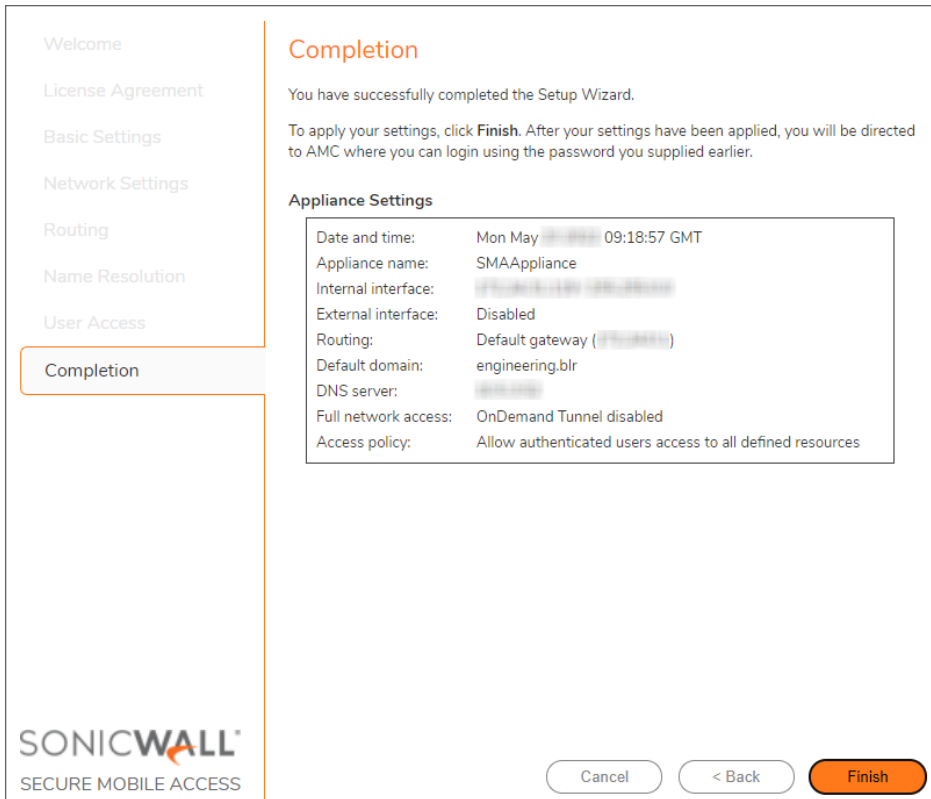 Welcome
License Agreement
Basic Settings
Network Settings
Routing
Name Resolution
User Access
Completion
SONICWALL
SECURE MOBILE ACCESS
Completion
You have successfully completed the Setup Wizard.
To apply your settings, click Finish. After your settings have been applied, you will be directed
to AMC where you can login using the password you supplied earlier.
Appliance Settings
Date and time: Mon May 09:18:57 GMT
Appliance name: SMAAppliance
Internal interface:
External interface: Disabled
Routing: Default gateway ( )
Default domain: engineering.blr
DNS server:
Full network access: OnDemand Tunnel disabled
Access policy: Allow authenticated users access to all defined resources
Cancel
< Back
Finish